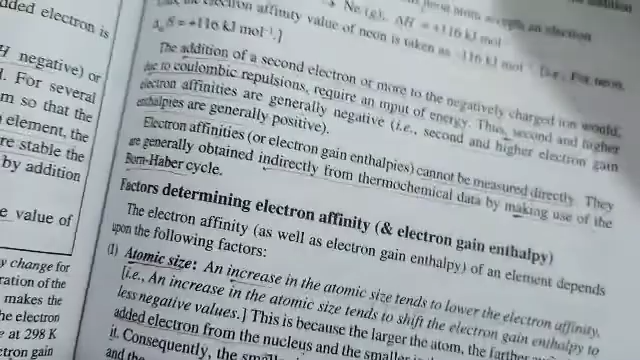 dded electron is
negative) or
For several
m so that the
element, the
re stable the
by addition
e value of
y change for
ration of the
makes the
he electron
e at 298 K
ctron gain
electron affinity value of neon is taken as –116 kJ mol
= +116 kJ mol⁻¹.]
The addition of a second electron or more to the negatively charged ion would,
due to coulombic repulsions, require an input of energy. Thus, second and higher
electron affinities are generally negative (i.e., second and higher electron gain
enthalpies are generally positive).
Electron affinities (or electron gain enthalpies) cannot be measured directly. They
are generally obtained indirectly from thermochemical data by making use of the
Born-Haber cycle.
Factors determining electron affinity (& electron gain enthalpy)
The electron affinity (as well as electron gain enthalpy) of an element depends
upon the following factors:
(1) Atomic size: An increase in the atomic size tends to lower the electron affinity.
[i.e., An increase in the atomic size tends to shift the electron gain enthalpy to
less negative values.] This is because the larger the atom, the farther
added electron from the nucleus and the smaller
it. Consequently, the
and the